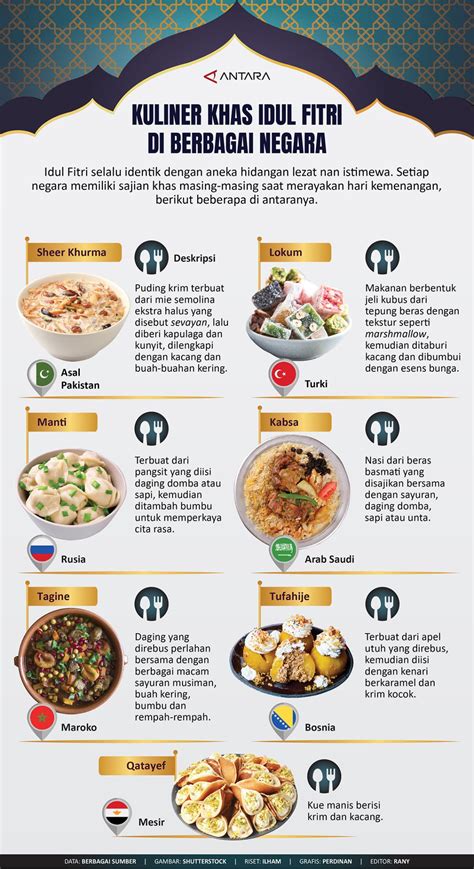 ANTARA
KULINER KHAS IDUL FITRI
DI BERBAGAI NEGARA
Idul Fitri selalu identik dengan aneka hidangan lezat nan istimewa. Setiap
negara memiliki sajian khas masing-masing saat merayakan hari kemenangan,
berikut beberapa di antaranya.
Sheer Khurma
Deskripsi
Puding krim terbuat
dari mie semolina
ekstra halus yang
disebut sevayan, lalu
diberi kapulaga dan
kunyit, dilengkapi
dengan kacang dan
buah-buahan kering.
Asal
Pakistan
Lokum
Makanan berbentuk
jeli kubus dari
tepung beras dengan
tekstur seperti
marshmallow,
kemudian ditaburi
kacang dan dibumbui
dengan esens bunga.
Turki
Manti
Terbuat dari
pangsit yang diisi
daging domba atau
sapi, kemudian
ditambah bumbu
untuk memperkaya
cita rasa.
Rusia
Kabsa
Nasi dari beras
basmati yang
disajikan bersama
dengan sayuran,
daging domba,
sapi atau unta.
Arab Saudi
Tagine
Daging yang
direbus perlahan
bersama dengan
berbagai macam
sayuran musiman,
buah kering,
bumbu dan
rempah-rempah.
Maroko
Tufahije
Terbuat dari apel
utuh yang direbus,
kemudian diisi
dengan kenari
berkaramel dan
krim kocok.
Bosnia
Qatayef
Kue manis berisi
krim dan kacang.
Mesir
DATA: BERBAGAI SUMBER | GAMBAR: SHUTTERSTOCK | RISET: ILHAM | GRAFIS: PERDINAN | EDITOR: RANY